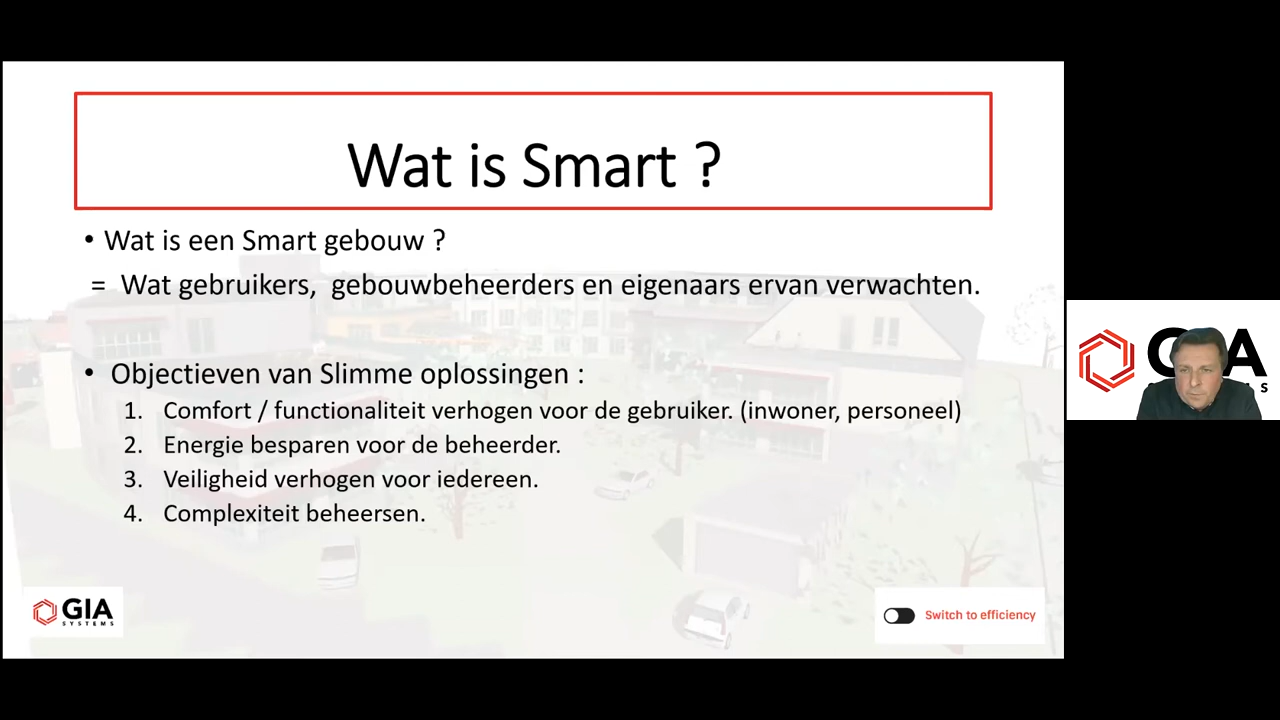 Wat is Smart ?
• Wat is een Smart gebouw ?
= Wat gebruikers, gebouwbeheerders en eigenaars ervan verwachten.
• Objectieven van Slimme oplossingen :
1. Comfort / functionaliteit verhogen voor de gebruiker. (inwoner, personeel)
2. Energie besparen voor de beheerder.
3. Veiligheid verhogen voor iedereen.
4. Complexiteit beheersen.
GIA
SYSTEMS
Switch to efficiency